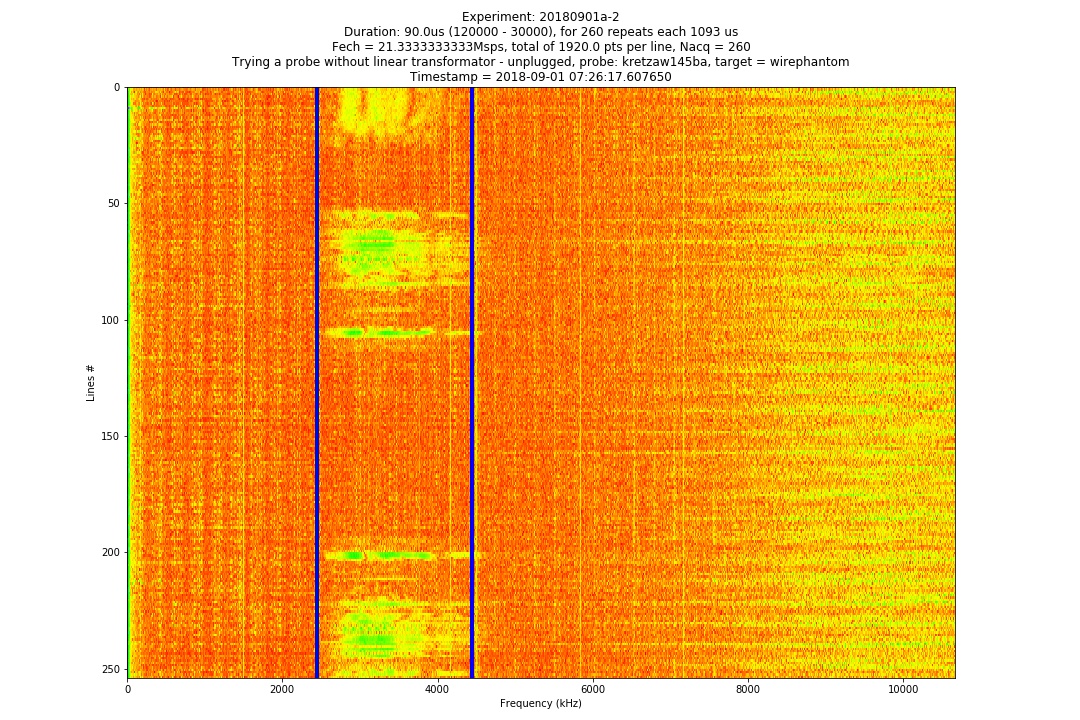 Experiment: 20180901a-2
Duration: 90.0us (120000 - 30000), for 260 repeats each 1093 us
Fech = 21.3333333333Msps, total of 1920.0 pts per line, Nacq = 260
Trying a probe without linear transformator - unplugged, probe: kretzaw145ba, target = wirephantom
Timestamp = 2018-09-01 07:26:17.607650
0
50
100
150
200
250
Lines #
0 2000 4000 6000 8000 10000
Frequency (kHz)